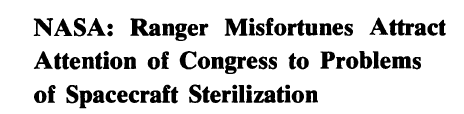 NASA: Ranger Misfortunes Attract
Attention of Congress to Problems
of Spacecraft Sterilization